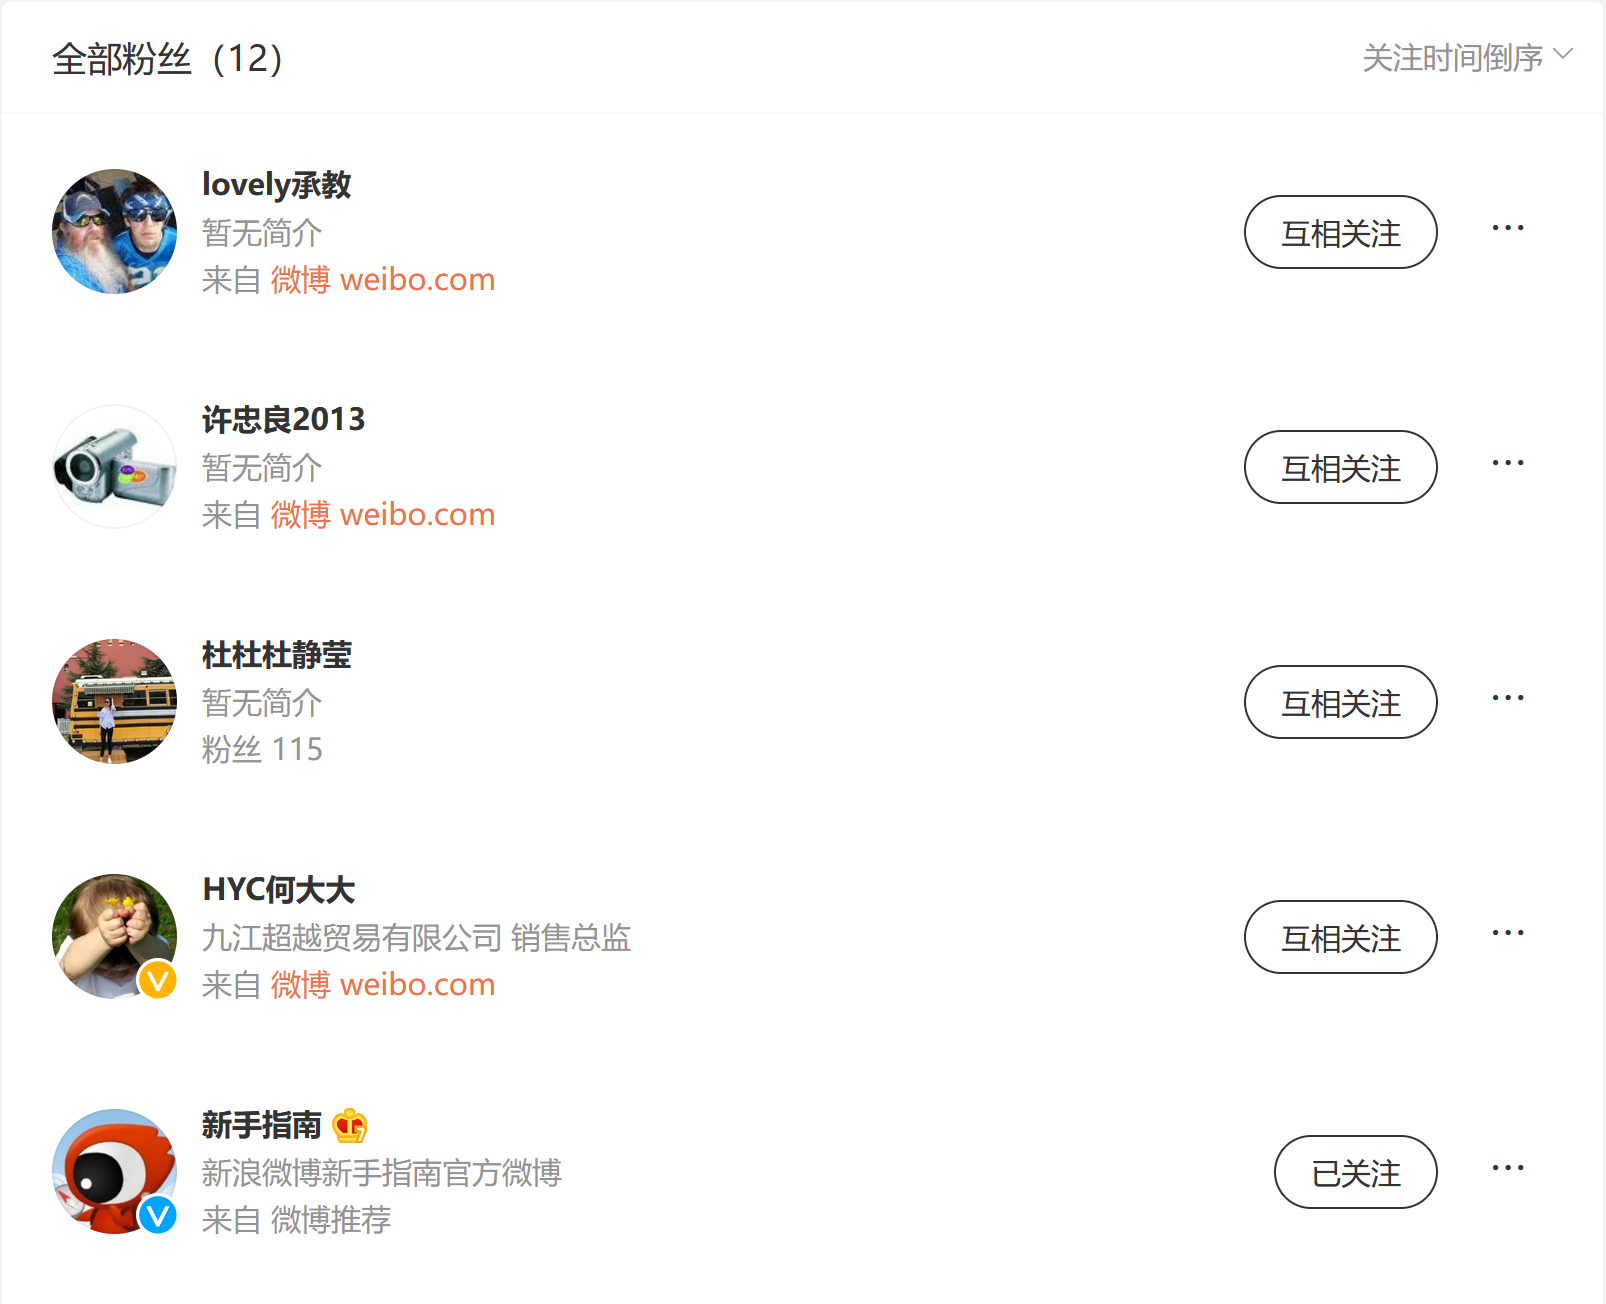 全部粉丝（12）
关注时间倒序
lovely承教
暂无简介
来自 微博 weibo.com
互相关注
许忠良2013
暂无简介
来自 微博 weibo.com
互相关注
杜杜杜静莹
暂无简介
粉丝 115
互相关注
HYC何大大
九江超越贸易有限公司 销售总监
来自 微博 weibo.com
互相关注
新手指南
新浪微博新手指南官方微博
来自 微博推荐
已关注